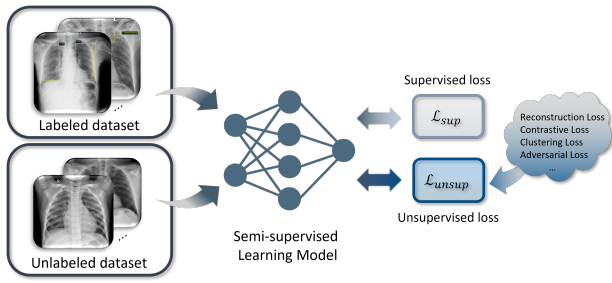 Labeled dataset
...
Unlabeled dataset
...
Semi-supervised
Learning Model
Supervised loss
ℒsup
ℒunsup
Unsupervised loss
Reconstruction Loss
Contrastive Loss
Clustering Loss
Adversarial Loss
...